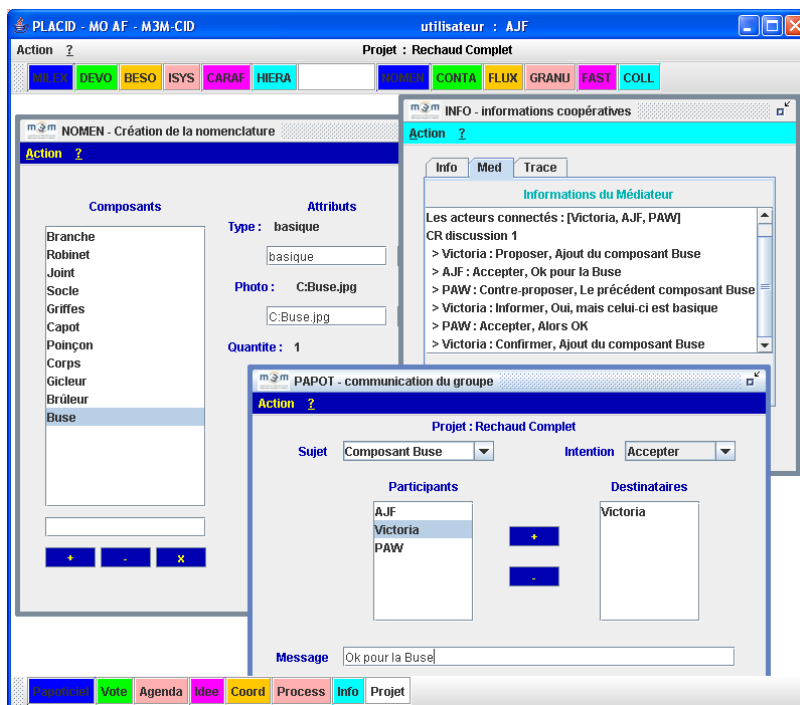 PLACID - MO AF - M3M-CID utilisateur : AJF
Action ? Projet : Rechaud Complet
MILEX DEVO BESO ISYS CARAF HIERA NOMEN CONTA FLUX GRANU FAST COLL
m3m INFO - informations coopératives
Action ?
Info Med Trace
Informations du Médiateur
Les acteurs connectés : [Victoria, AJF, PAW]
CR discussion 1
> Victoria : Proposer, Ajout du composant Buse
> AJF : Accepter, Ok pour la Buse
> PAW : Contre-proposer, Le précédent composant Buse
> Victoria : Informer, Oui, mais celui-ci est basique
> PAW : Accepter, Alors OK
> Victoria : Confirmer, Ajout du composant Buse
m3m NOMEN - Création de la nomenclature
Action ?
Composants
Branche
Robinet
Joint
Socle
Griffes
Capot
Poinçon
Corps
Gicleur
Brûleur
Buse
+ - x
Attributs
Type : basique
basique
Photo : C:Buse.jpg
C:Buse.jpg
Quantite : 1
m3m PAPOT - communication du groupe
Action ?
Projet : Rechaud Complet
Sujet Composant Buse Intention Accepter
Participants
AJF
Victoria
PAW
+
-
Destinataires
Victoria
Message Ok pour la Buse
Papoticiel Vote Agenda Idee Coord Process Info Projet